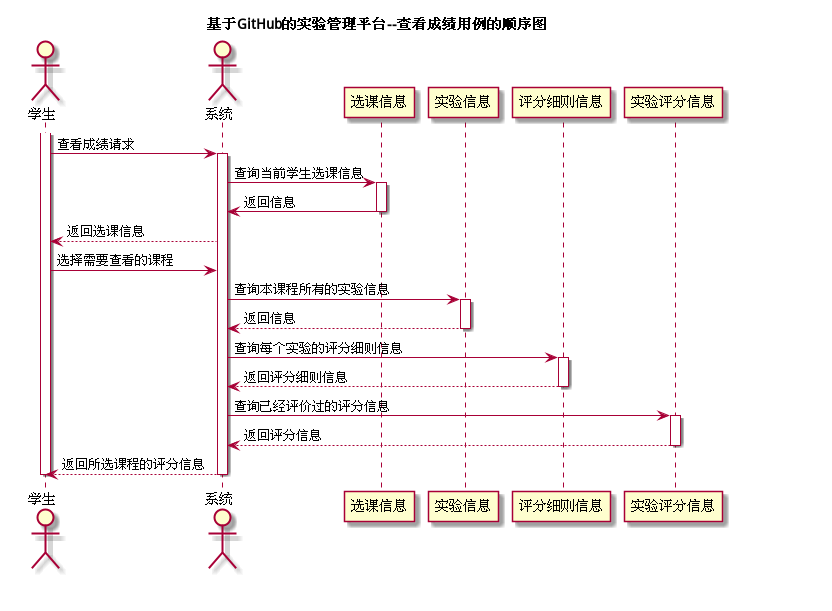 基于GitHub的实验管理平台--查看成绩用例的顺序图
学生
系统
选课信息
实验信息
评分细则信息
实验评分信息
查看成绩请求
查询当前学生选课信息
返回信息
返回选课信息
选择需要查看的课程
查询本课程所有的实验信息
返回信息
查询每个实验的评分细则信息
返回评分细则信息
查询已经评价过的评分信息
返回评分信息
返回所选课程的评分信息
学生
系统
选课信息
实验信息
评分细则信息
实验评分信息